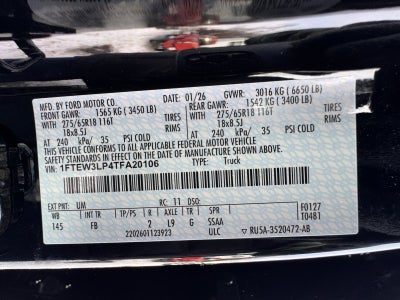 MFD. BY FORD MOTOR CO. 01/26 GVWR: 3016 KG (6650 LB)
FRONT GAWR: 1565 KG (3450 LB) REAR GAWR: 1542 KG (3400 LB)
275/65R18 116T TIRES 275/65R18 116T TIRES
18x8.5J RIMS 18x8.5J RIMS
AT 240 kPa/ 35 PSI COLD AT 240 kPa/ 35 PSI COLD
THIS VEHICLE CONFORMS TO ALL APPLICABLE FEDERAL MOTOR VEHICLE
SAFETY AND THEFT PREVENTION STANDARDS IN EFFECT ON THE DATE OF
MANUFACTURE SHOWN ABOVE.
VIN: 1FTEW3LP4TFA20106 TYPE: Truck
EXT PNT: UM RC: 11 DSO: F0127
WB INT TR TP/PS R AXLE TR SPR T0481
145 FB 2 L9 G SSAA
2202601123923 ULC RU5A-3520472-AB